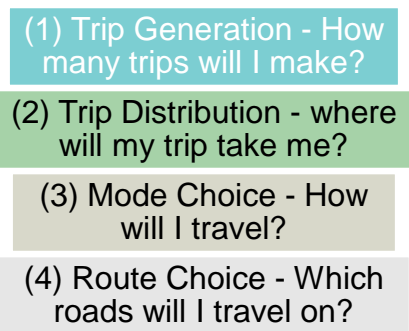 (1) Trip Generation - How
many trips will I make?
(2) Trip Distribution - where
will my trip take me?
(3) Mode Choice - How
will I travel?
(4) Route Choice - Which
roads will I travel on?